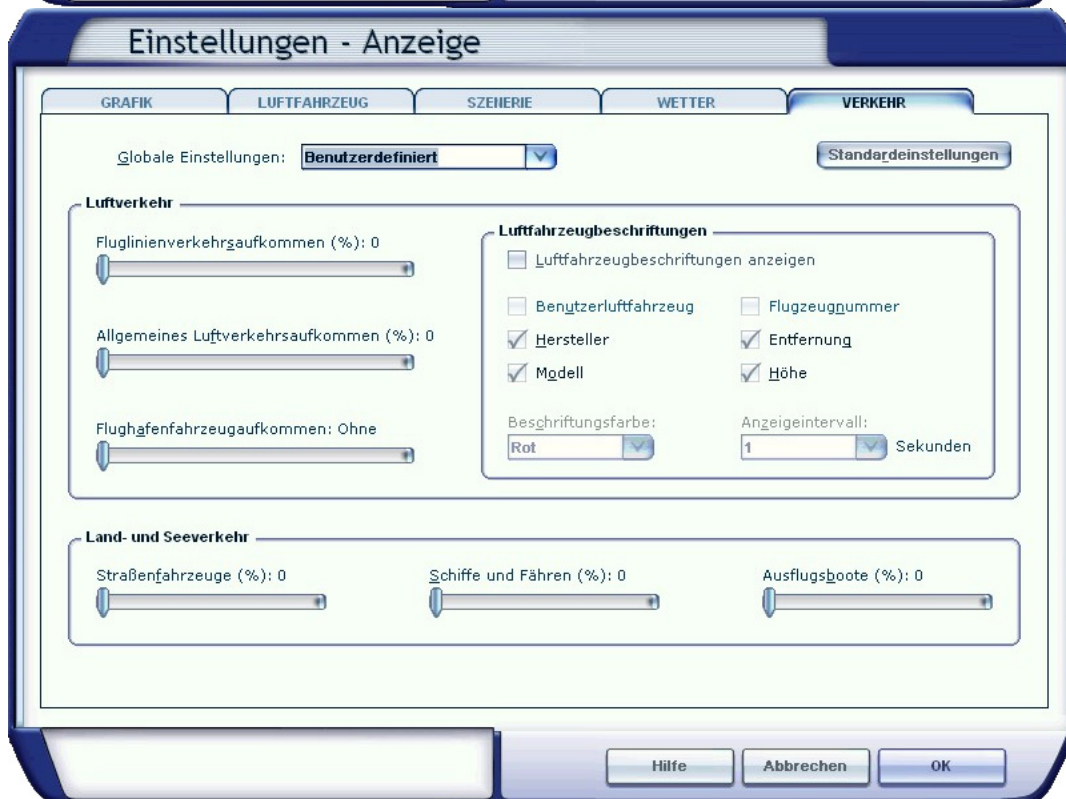 Einstellungen - Anzeige
GRAFIK
LUFTFAHRZEUG
SZENERIE
WETTER
VERKEHR
Globale Einstellungen: Benutzerdefiniert
Standardeinstellungen
Luftverkehr
Fluglinienverkehrsaufkommen (%): 0
Allgemeines Luftverkehrsaufkommen (%): 0
Flughafenfahrzeugaufkommen: Ohne
Luftfahrzeugbeschriftungen
Luftfahrzeugbeschriftungen anzeigen
Benutzerluftfahrzeug
Flugzeugnummer
Hersteller
Entfernung
Modell
Höhe
Beschriftungsfarbe:
Anzeigeintervall:
Rot
1 Sekunden
Land- und Seeverkehr
Straßenfahrzeuge (%): 0
Schiffe und Fähren (%): 0
Ausflugsboote (%): 0
Hilfe
Abbrechen
OK